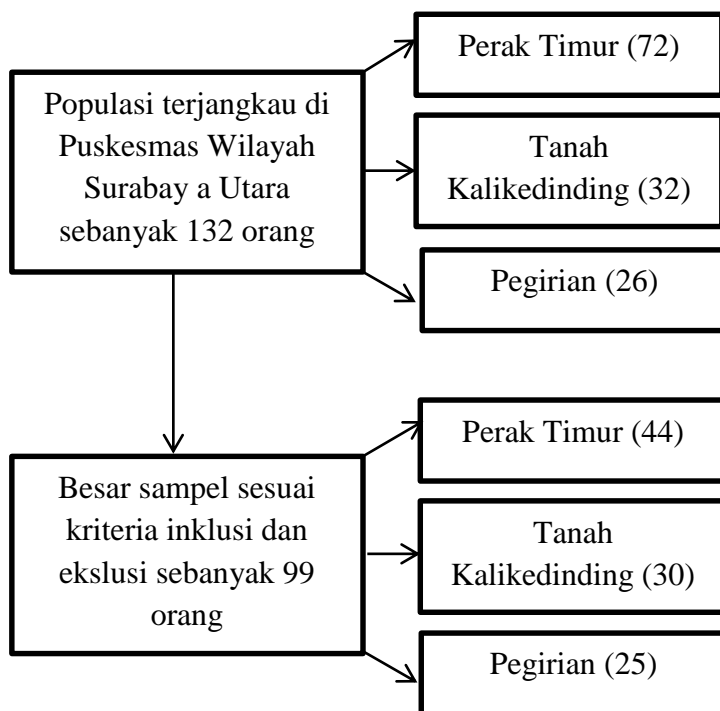 Populasi terjangkau di
Puskesmas Wilayah
Surabay a Utara
sebanyak 132 orang
Perak Timur (72)
Tanah
Kalikedinding (32)
Pegirian (26)
Besar sampel sesuai
kriteria inklusi dan
ekslusi sebanyak 99
orang
Perak Timur (44)
Tanah
Kalikedinding (30)
Pegirian (25)